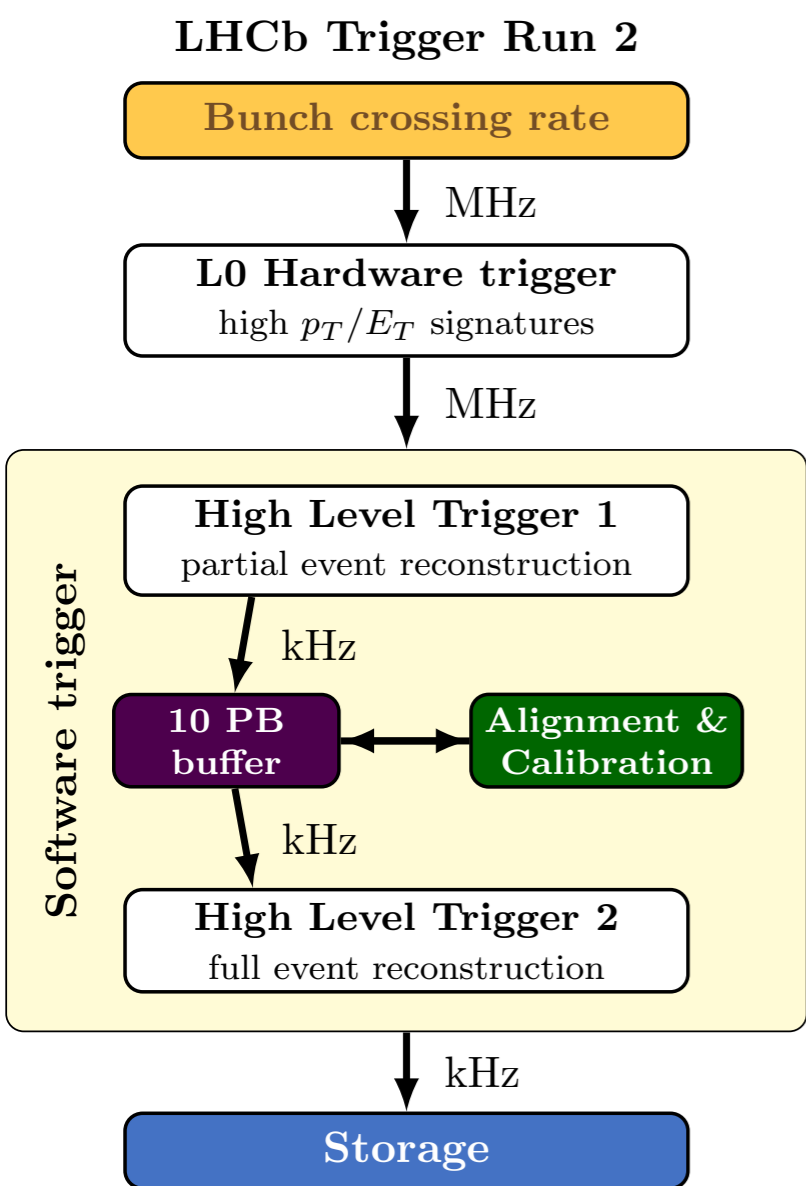 LHCb Trigger Run 2
Bunch crossing rate
MHz
L0 Hardware trigger
high p_T/E_T signatures
MHz
Software trigger
High Level Trigger 1
partial event reconstruction
kHz
10 PB
buffer
Alignment &
Calibration
kHz
High Level Trigger 2
full event reconstruction
kHz
Storage